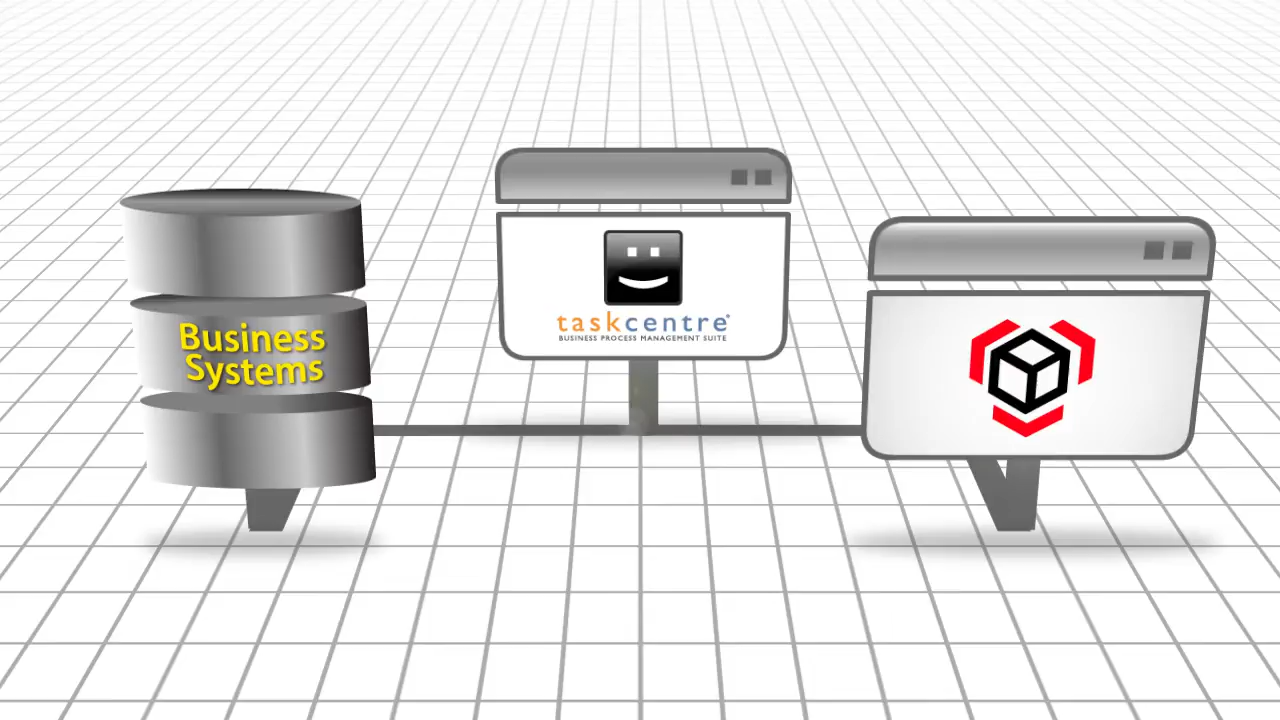 Business
Systems
taskcentre®
BUSINESS PROCESS MANAGEMENT SUITE